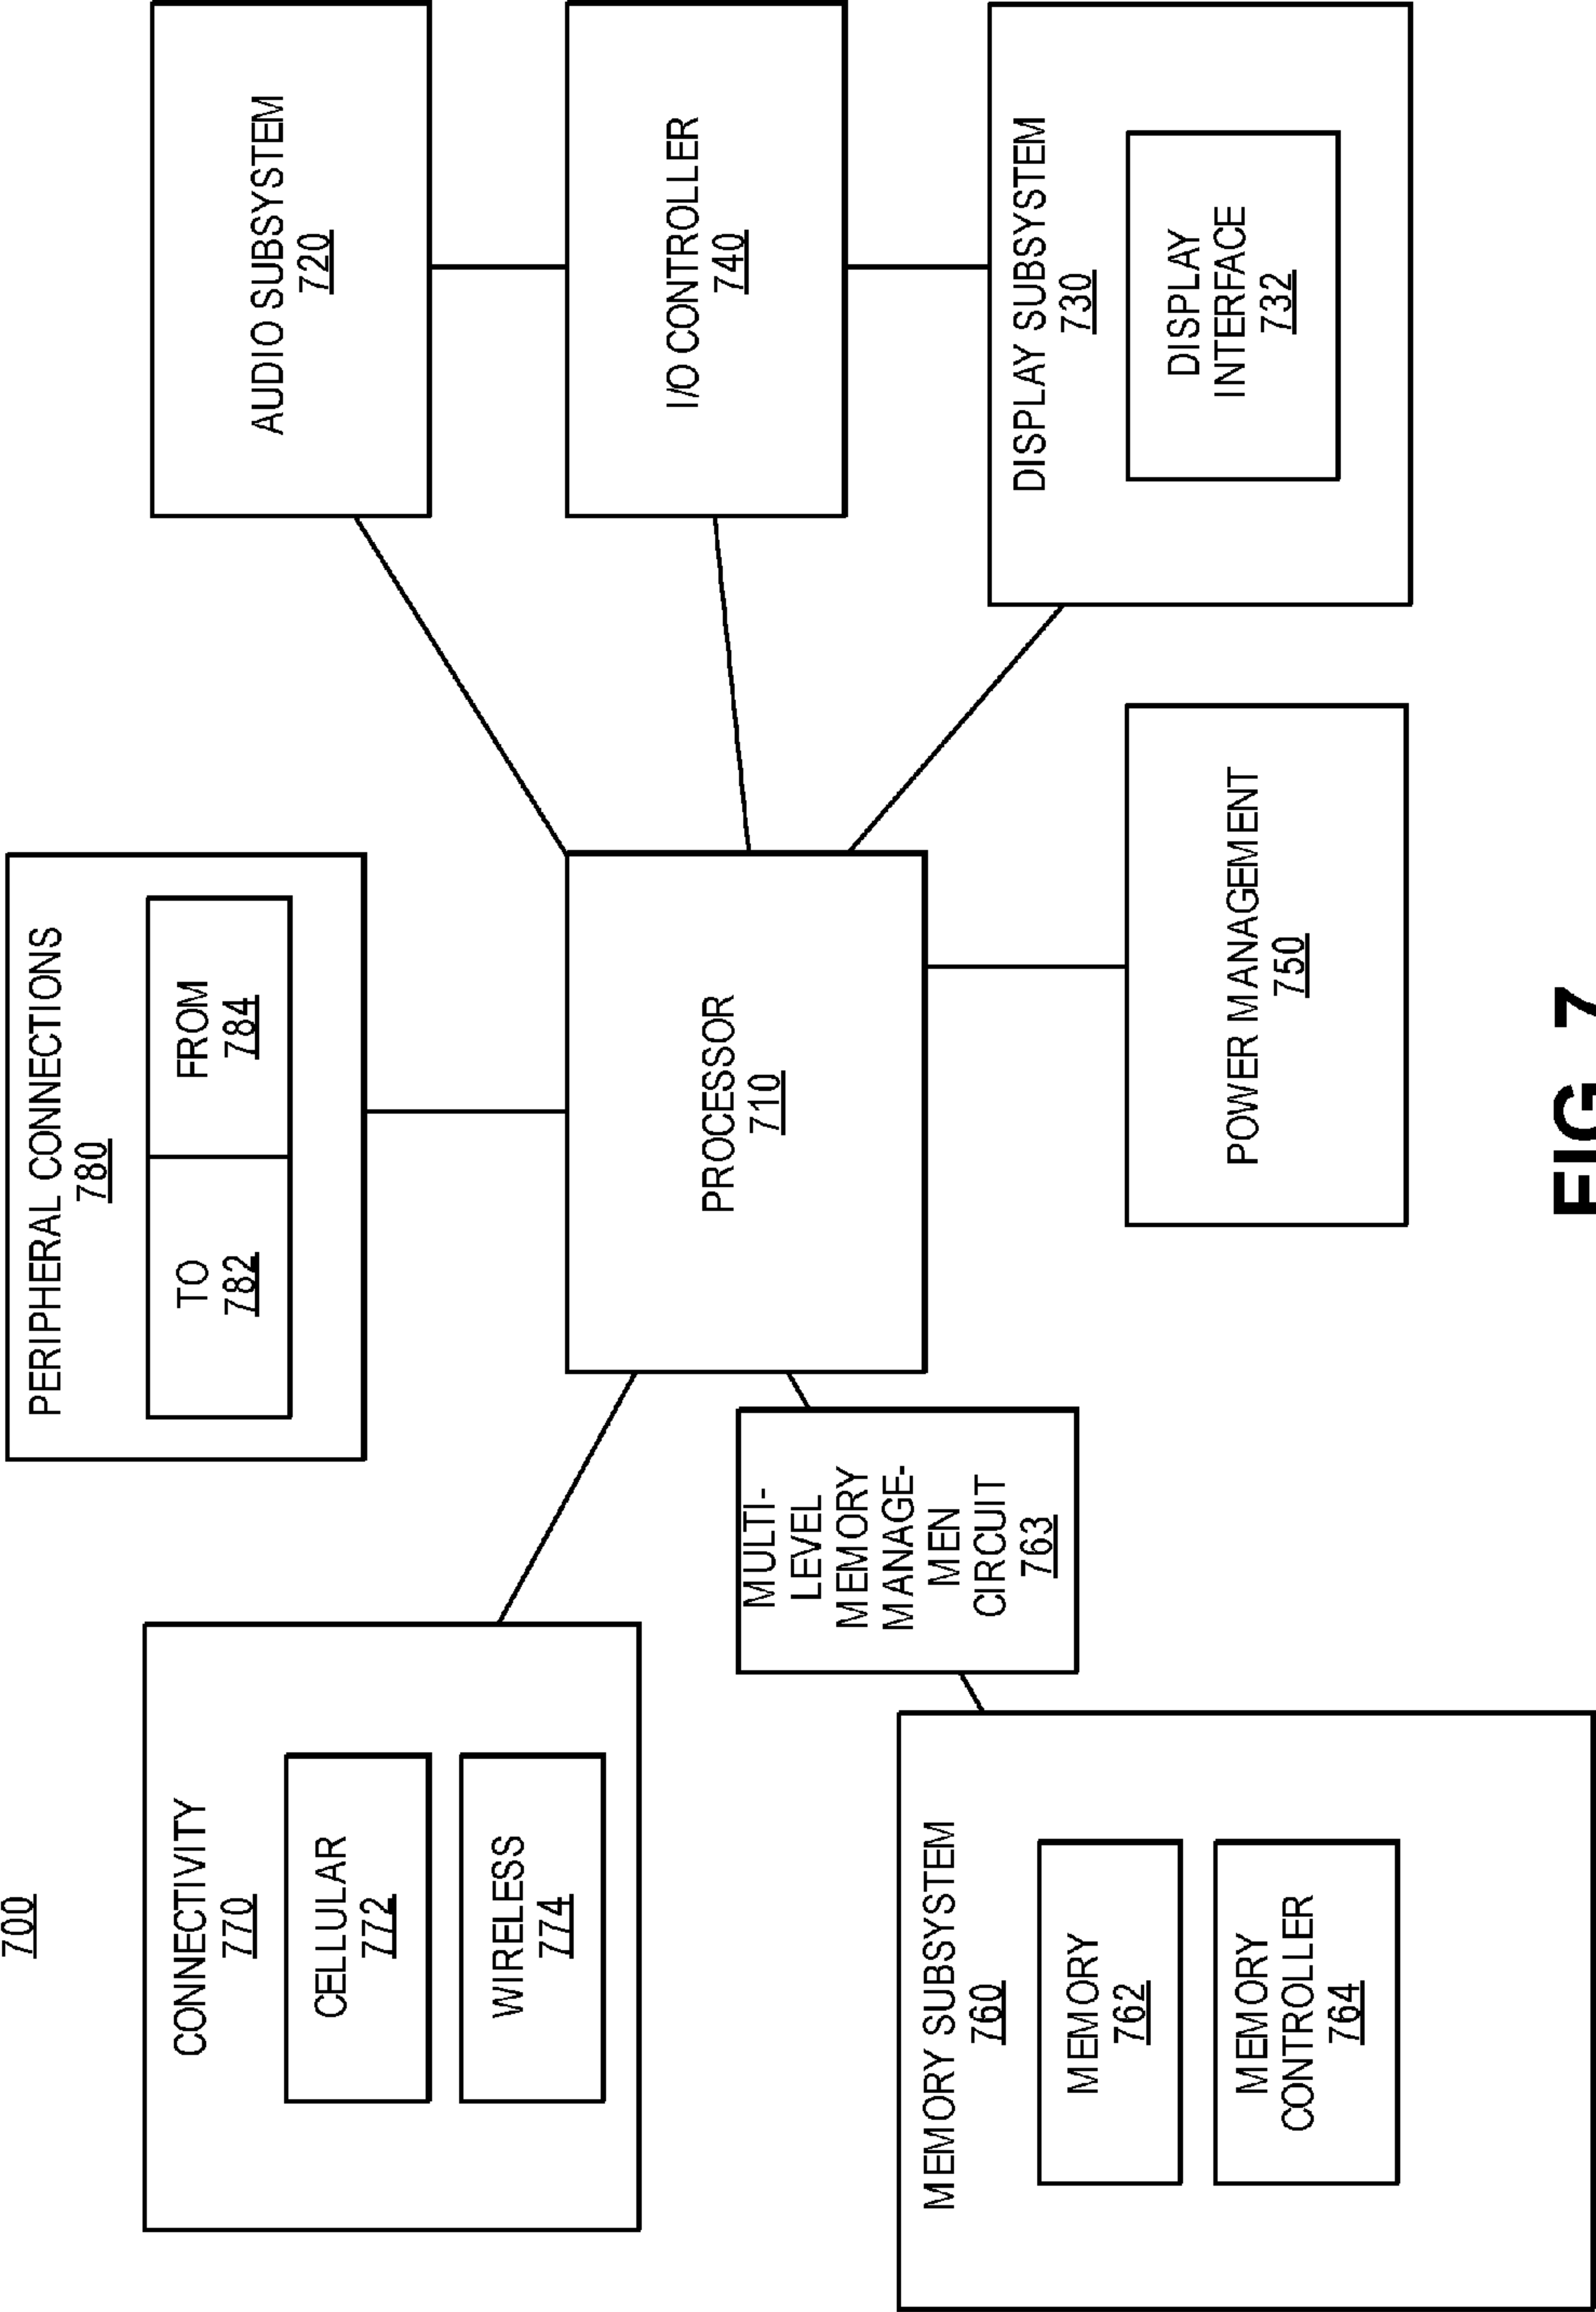 700
CONNECTIVITY
770
CELLULAR
772
WIRELESS
774
PERIPHERAL CONNECTIONS
780
TO
782
FROM
784
AUDIO SUBSYSTEM
720
I/O CONTROLLER
740
DISPLAY SUBSYSTEM
730
DISPLAY
INTERFACE
732
PROCESSOR
710
MULTI-
LEVEL
MEMORY
MANAGE-
MEN
CIRCUIT
763
MEMORY SUBSYSTEM
760
MEMORY
762
MEMORY
CONTROLLER
764
POWER MANAGEMENT
750
FIG. 7